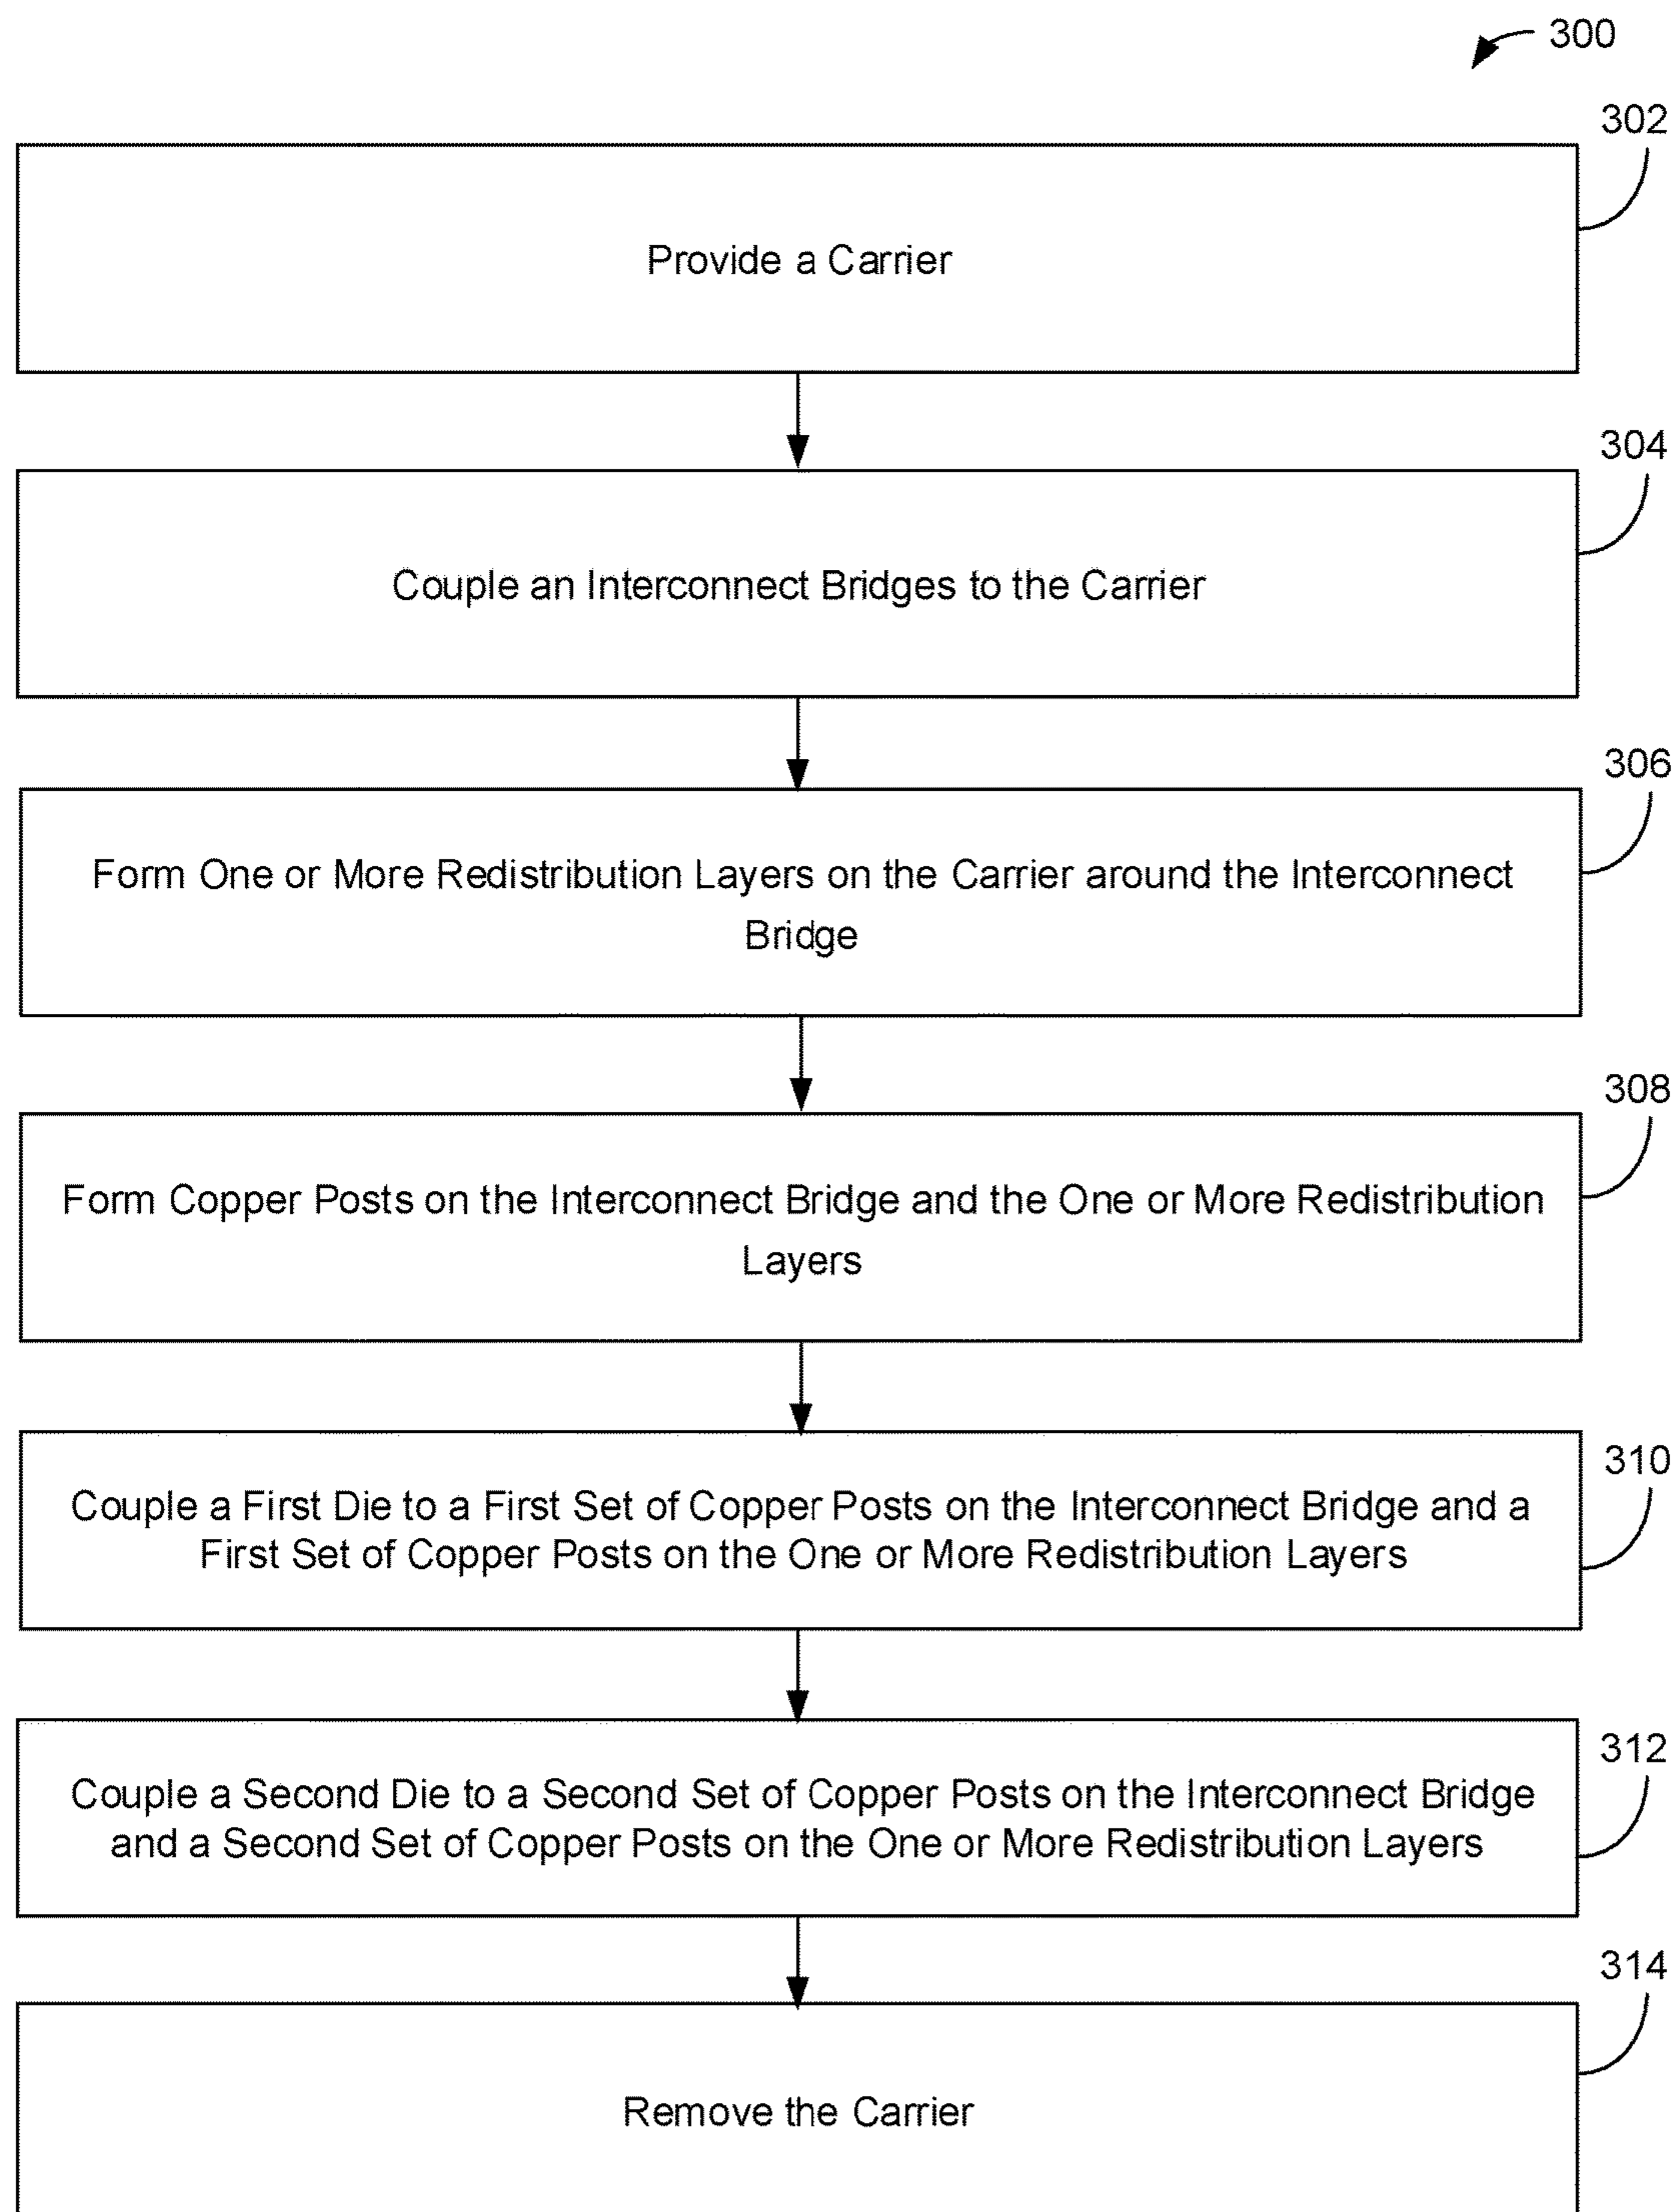 300
302
Provide a Carrier
304
Couple an Interconnect Bridges to the Carrier
306
Form One or More Redistribution Layers on the Carrier around the Interconnect
Bridge
308
Form Copper Posts on the Interconnect Bridge and the One or More Redistribution
Layers
310
Couple a First Die to a First Set of Copper Posts on the Interconnect Bridge and a
First Set of Copper Posts on the One or More Redistribution Layers
312
Couple a Second Die to a Second Set of Copper Posts on the Interconnect Bridge
and a Second Set of Copper Posts on the One or More Redistribution Layers
314
Remove the Carrier